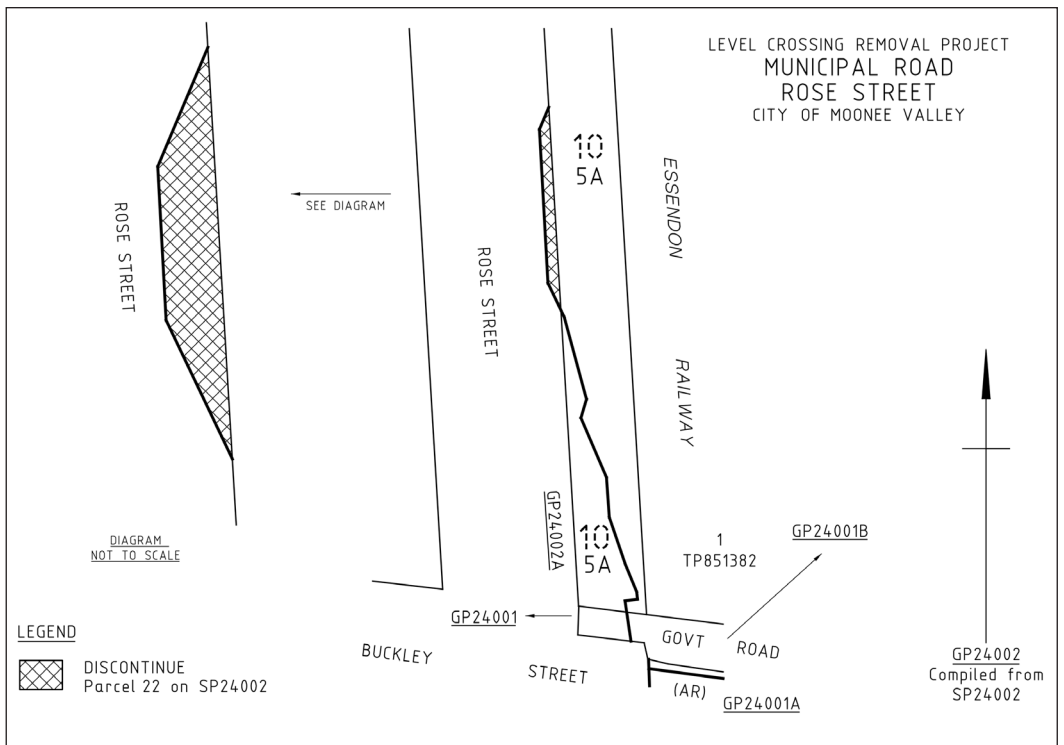 LEVEL CROSSING REMOVAL PROJECT
MUNICIPAL ROAD
ROSE STREET
CITY OF MOONEE VALLEY
10
5A
ESSENDON
SEE DIAGRAM
ROSE STREET
ROSE STREET
RAILWAY
GP24002A
10
5A
1
TP851382
GP24001B
DIAGRAM
NOT TO SCALE
GP24001
GOVT ROAD
BUCKLEY STREET
(AR)
GP24001A
LEGEND
DISCONTINUE
Parcel 22 on SP24002
GP24002
Compiled from
SP24002